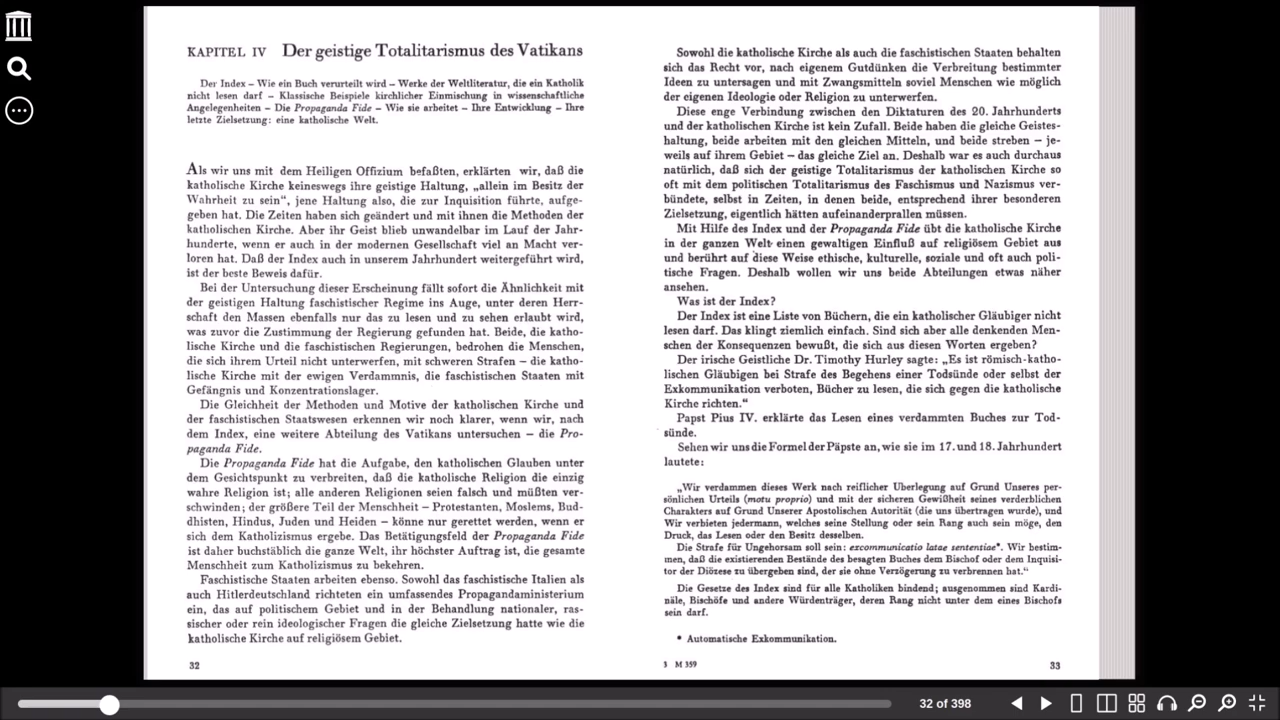 KAPITEL IV Der geistige Totalitarismus des Vatikans
Der Index – Wie ein Buch verurteilt wird – Werke der Weltliteratur, die ein Katholik
nicht lesen darf – Klassische Beispiele kirchlicher Einmischung in wissenschaftliche
Angelegenheiten – Die Propaganda Fide – Wie sie arbeitet – Ihre Entwicklung – Ihre
letzte Zielsetzung: eine katholische Welt.
Als wir uns mit dem Heiligen Offizium befaßten, erklärten wir, daß die
katholische Kirche keineswegs ihre geistige Haltung, „allein im Besitz der
Wahrheit zu sein“, jene Haltung also, die zur Inquisition führte, aufge-
geben hat. Die Zeiten haben sich geändert und mit ihnen die Methoden der
katholischen Kirche. Aber ihr Geist blieb unwandelbar im Lauf der Jahr-
hunderte, wenn er auch in der modernen Gesellschaft viel an Macht ver-
loren hat. Daß der Index auch in unserem Jahrhundert weitergeführt wird,
ist der beste Beweis dafür.
Bei der Untersuchung dieser Erscheinung fällt sofort die Ähnlichkeit mit
der geistigen Haltung faschistischer Regime ins Auge, unter deren Herr-
schaft den Massen ebenfalls nur das zu lesen und zu sehen erlaubt wird,
was zuvor die Zustimmung der Regierung gefunden hat. Beide, die katho-
lische Kirche und die faschistischen Regierungen, bedrohen die Menschen,
die sich ihrem Urteil nicht unterwerfen, mit schweren Strafen – die katho-
lische Kirche mit der ewigen Verdammnis, die faschistischen Staaten mit
Gefängnis und Konzentrationslager.
Die Gleichheit der Methoden und Motive der katholischen Kirche und
der faschistischen Staatswesen erkennen wir noch klarer, wenn wir, nach
dem Index, eine weitere Abteilung des Vatikans untersuchen – die Pro-
paganda Fide.
Die Propaganda Fide hat die Aufgabe, den katholischen Glauben unter
dem Gesichtspunkt zu verbreiten, daß die katholische Religion die einzig
wahre Religion ist; alle anderen Religionen seien falsch und müßten ver-
schwinden; der größere Teil der Menschheit – Protestanten, Moslems, Bud-
dhisten, Hindus, Juden und Heiden – könne nur gerettet werden, wenn er
sich dem Katholizismus ergebe. Das Betätigungsfeld der Propaganda Fide
ist daher buchstäblich die ganze Welt, ihr höchster Auftrag ist, die gesamte
Menschheit zum Katholizismus zu bekehren.
Faschistische Staaten arbeiten ebenso. Sowohl das faschistische Italien als
auch Hitlerdeutschland richteten ein umfassendes Propagandaministerium
ein, das auf politischem Gebiet und in der Behandlung nationaler, ras-
sischer oder rein ideologischer Fragen die gleiche Zielsetzung hatte wie die
katholische Kirche auf religiösem Gebiet.
32
Sowohl die katholische Kirche als auch die faschistischen Staaten behalten
sich das Recht vor, nach eigenem Gutdünken die Verbreitung bestimmter
Ideen zu untersagen und mit Zwangsmitteln soviel Menschen wie möglich
der eigenen Ideologie oder Religion zu unterwerfen.
Diese enge Verbindung zwischen den Diktaturen des 20. Jahrhunderts
und der katholischen Kirche ist kein Zufall. Beide haben die gleiche Geistes-
haltung, beide arbeiten mit den gleichen Mitteln, und beide streben – je-
weils auf ihrem Gebiet – das gleiche Ziel an. Deshalb war es auch durchaus
natürlich, daß sich der geistige Totalitarismus der katholischen Kirche so
oft mit dem politischen Totalitarismus des Faschismus und Nazismus ver-
bündete, selbst in Zeiten, in denen beide, entsprechend ihrer besonderen
Zielsetzung, eigentlich hätten aufeinanderprallen müssen.
Mit Hilfe des Index und der Propaganda Fide übt die katholische Kirche
in der ganzen Welt einen gewaltigen Einfluß auf religiösem Gebiet aus
und berührt auf diese Weise ethische, kulturelle, soziale und oft auch poli-
tische Fragen. Deshalb wollen wir uns beide Abteilungen etwas näher
ansehen.
Was ist der Index?
Der Index ist eine Liste von Büchern, die ein katholischer Gläubiger nicht
lesen darf. Das klingt ziemlich einfach. Sind sich aber alle denkenden Men-
schen der Konsequenzen bewußt, die sich aus diesen Worten ergeben?
Der irische Geistliche Dr. Timothy Hurley sagte: „Es ist römisch-katho-
lischen Gläubigen bei Strafe des Begehens einer Todsünde oder selbst der
Exkommunikation verboten, Bücher zu lesen, die sich gegen die katholische
Kirche richten.“
Papst Pius IV. erklärte das Lesen eines verdammten Buches zur Tod-
sünde.
Sehen wir uns die Formel der Päpste an, wie sie im 17. und 18. Jahrhundert
lautete:
„Wir verdammen dieses Werk nach reiflicher Überlegung auf Grund Unseres per-
sönlichen Urteils (motu proprio) und mit der sicheren Gewißheit seines verderblichen
Charakters auf Grund Unserer Apostolischen Autorität (die uns übertragen wurde), und
Wir verbieten jedermann, welches seine Stellung oder sein Rang auch sein möge, den
Druck, das Lesen oder den Besitz desselben.
Die Strafe für Ungehorsam soll sein: excommunicatio latae sententiae*. Wir bestim-
men, daß die existierenden Bestände des besagten Buches dem Bischof oder dem Inquisi-
tor der Diözese zu übergeben sind, der sie ohne Verzögerung zu verbrennen hat.“
Die Gesetze des Index sind für alle Katholiken bindend; ausgenommen sind Kardi-
näle, Bischöfe und andere Würdenträger, deren Rang nicht unter dem eines Bischofs
sein darf.
* Automatische Exkommunikation.
3 M 359
33
32 of 398